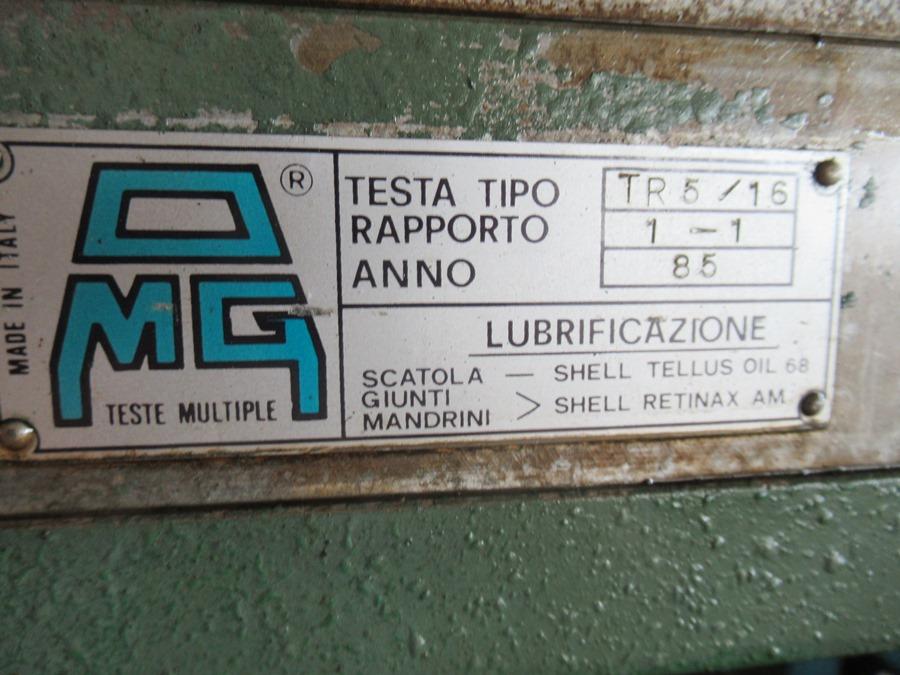 MADE IN ITALY
OMG ®
TESTE MULTIPLE
TESTA TIPO TR 5 / 16
RAPPORTO 1 - 1
ANNO 85
LUBRIFICAZIONE
SCATOLA — SHELL TELLUS OIL 68
GIUNTI
MANDRINI > SHELL RETINAX AM